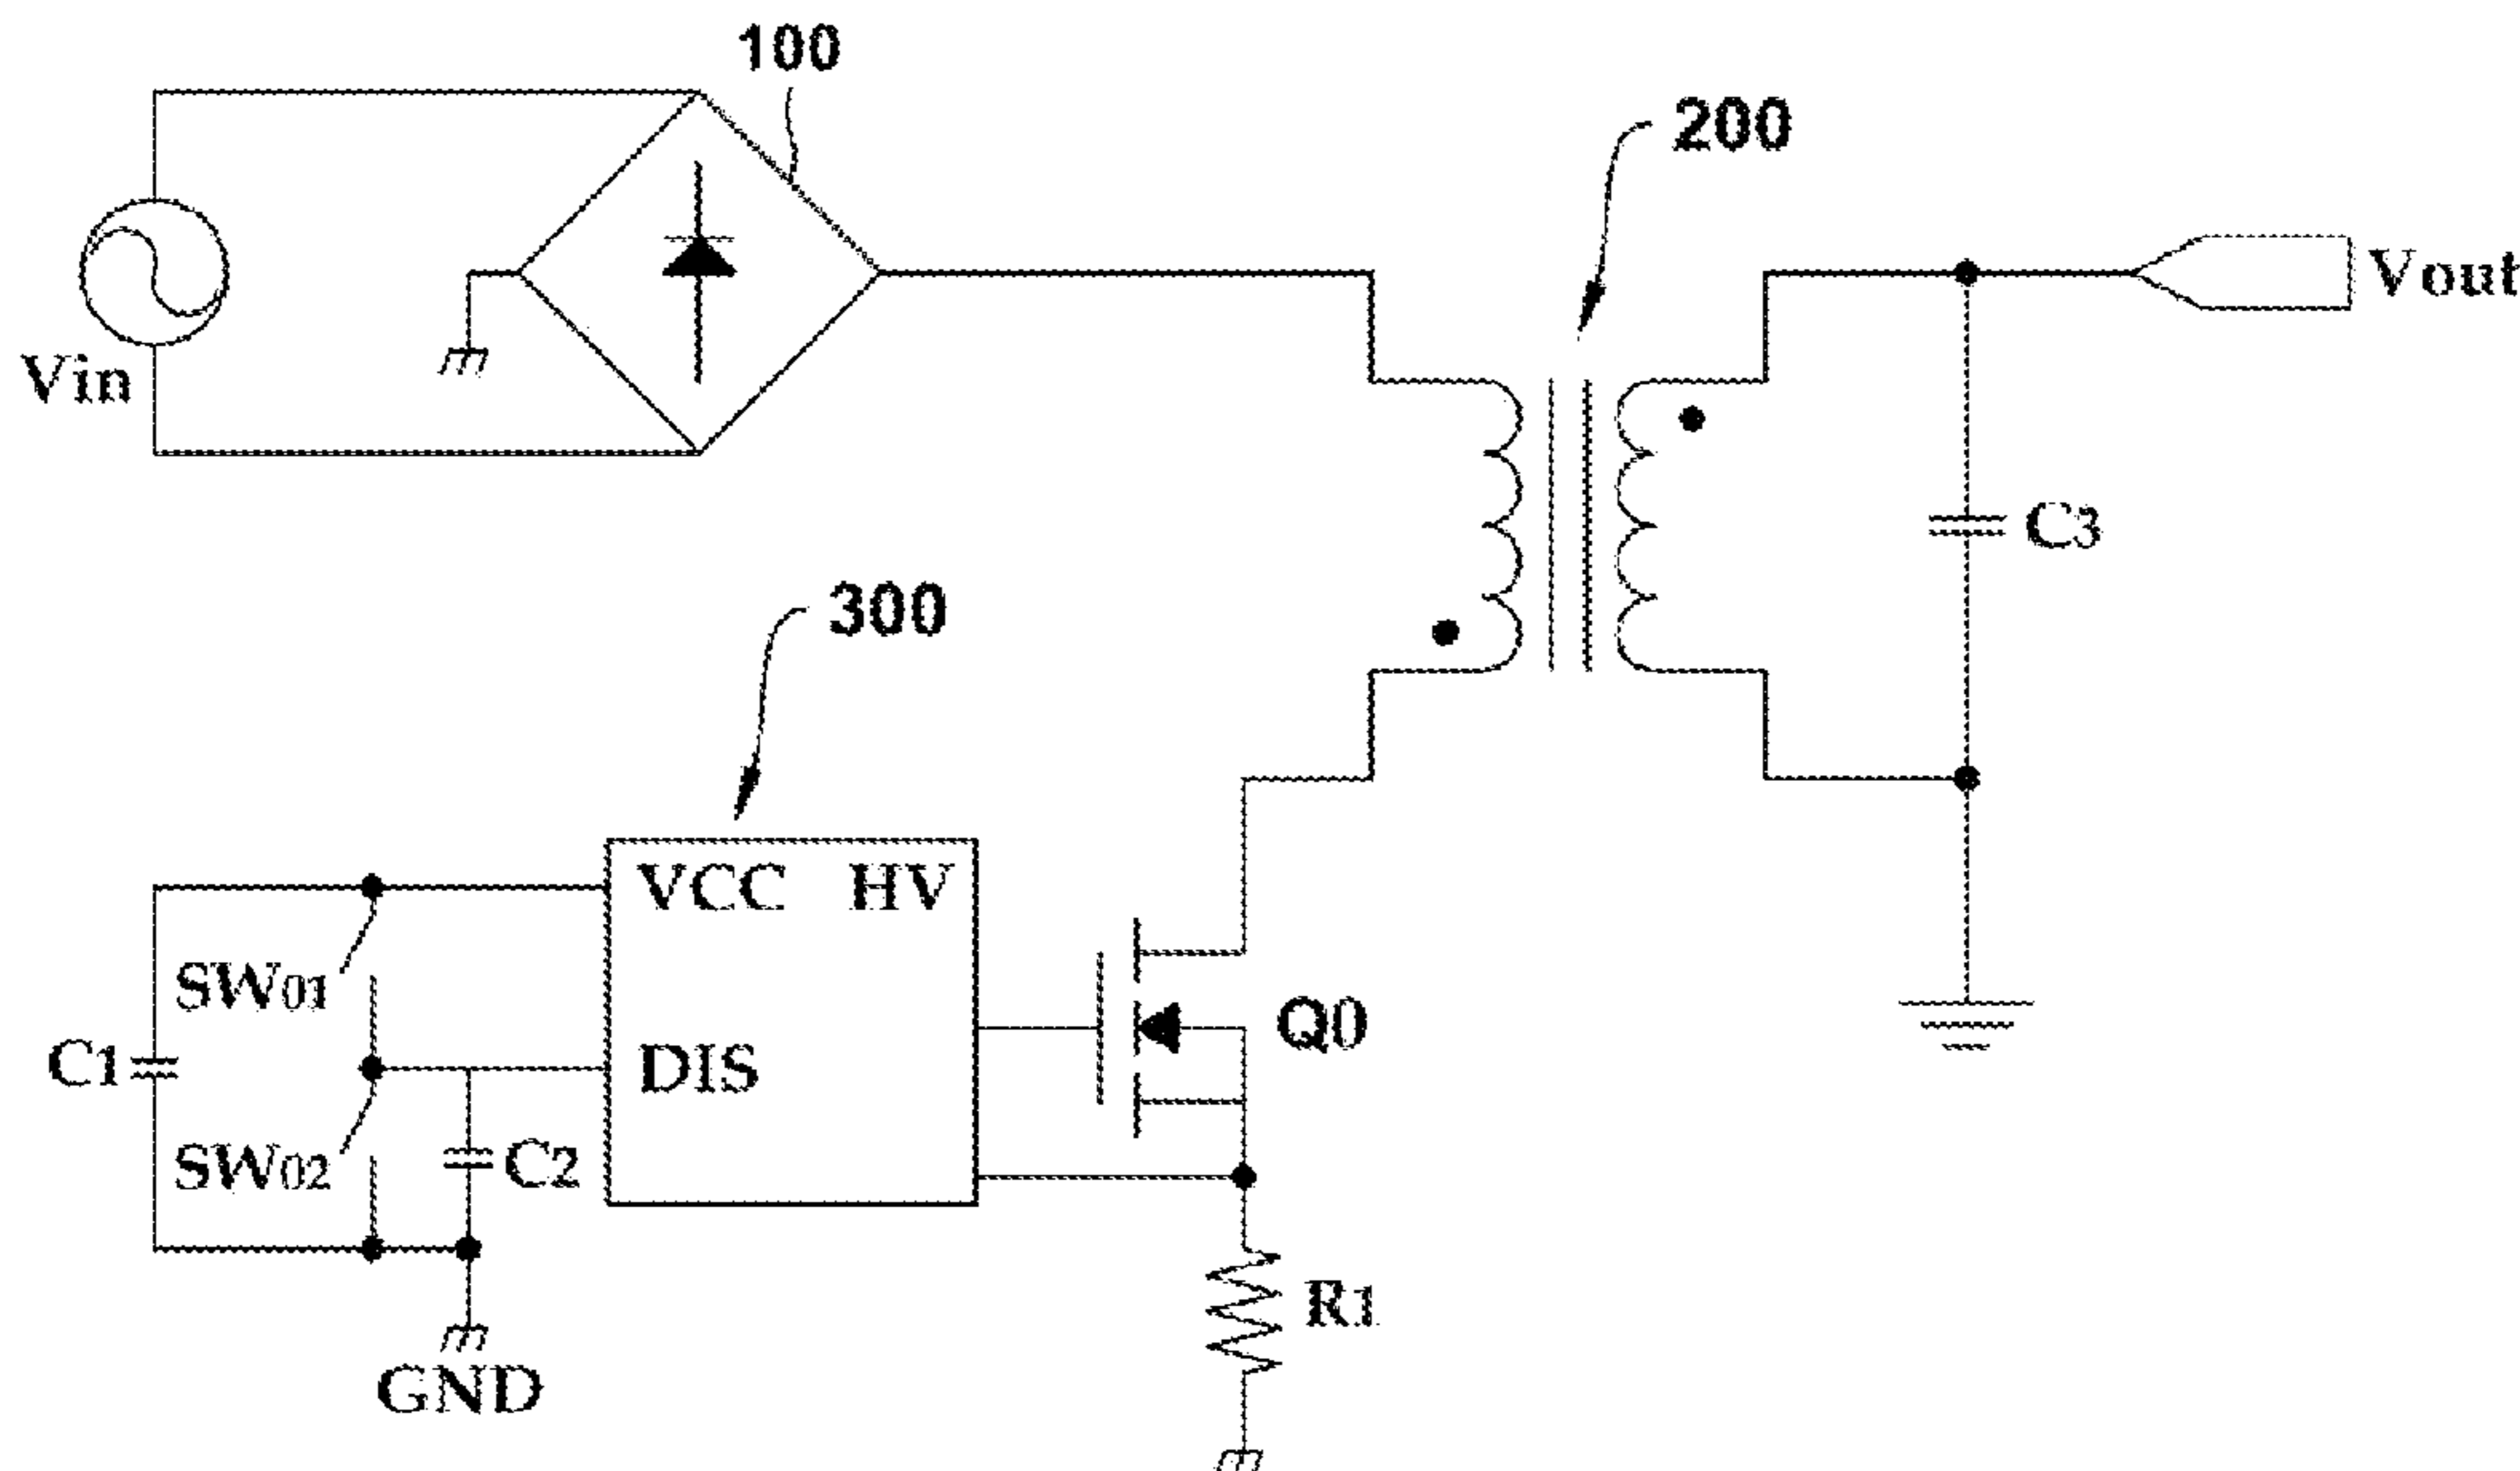 100
200
Vin
Vout
C3
300
VCC HV
SW01
Q0
C1
DIS
SW02
C2
R1
GND